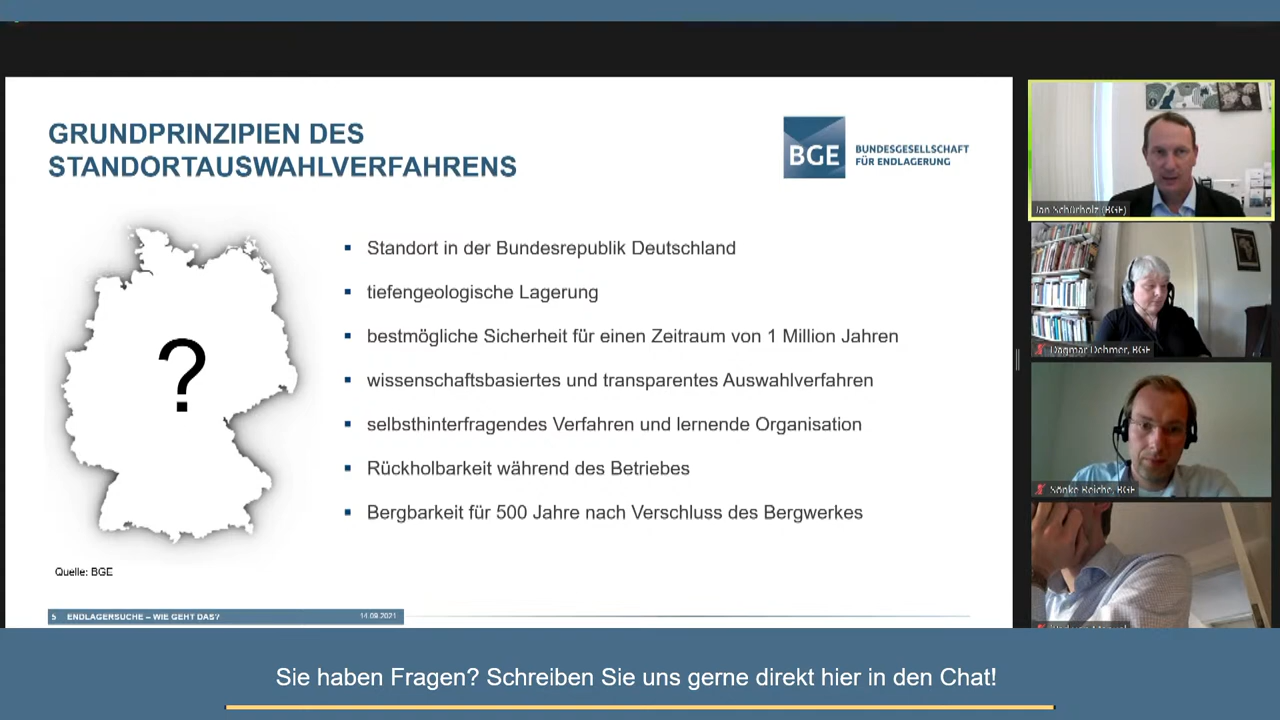 GRUNDPRINZIPIEN DES
STANDORTAUSWAHLVERFAHRENS
BGE
BUNDESGESELLSCHAFT
FÜR ENDLAGERUNG
?
▪ Standort in der Bundesrepublik Deutschland
▪ tiefengeologische Lagerung
▪ bestmögliche Sicherheit für einen Zeitraum von 1 Million Jahren
▪ wissenschaftsbasiertes und transparentes Auswahlverfahren
▪ selbsthinterfragendes Verfahren und lernende Organisation
▪ Rückholbarkeit während des Betriebes
▪ Bergbarkeit für 500 Jahre nach Verschluss des Bergwerkes
Quelle: BGE
5 ENDLAGERSUCHE – WIE GEHT DAS? 14.09.2021
Jan Schürholz (BGE)
Dagmar Dehmer, BGE
Sönke Reiche, BGE
Sie haben Fragen? Schreiben Sie uns gerne direkt hier in den Chat!